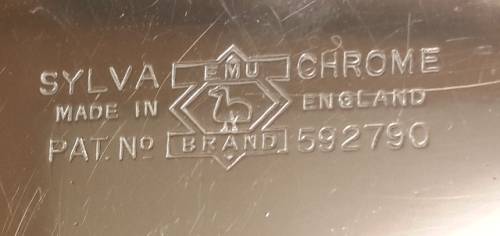 SYLVA EMU CHROME
MADE IN ENGLAND
PAT. No BRAND 592790